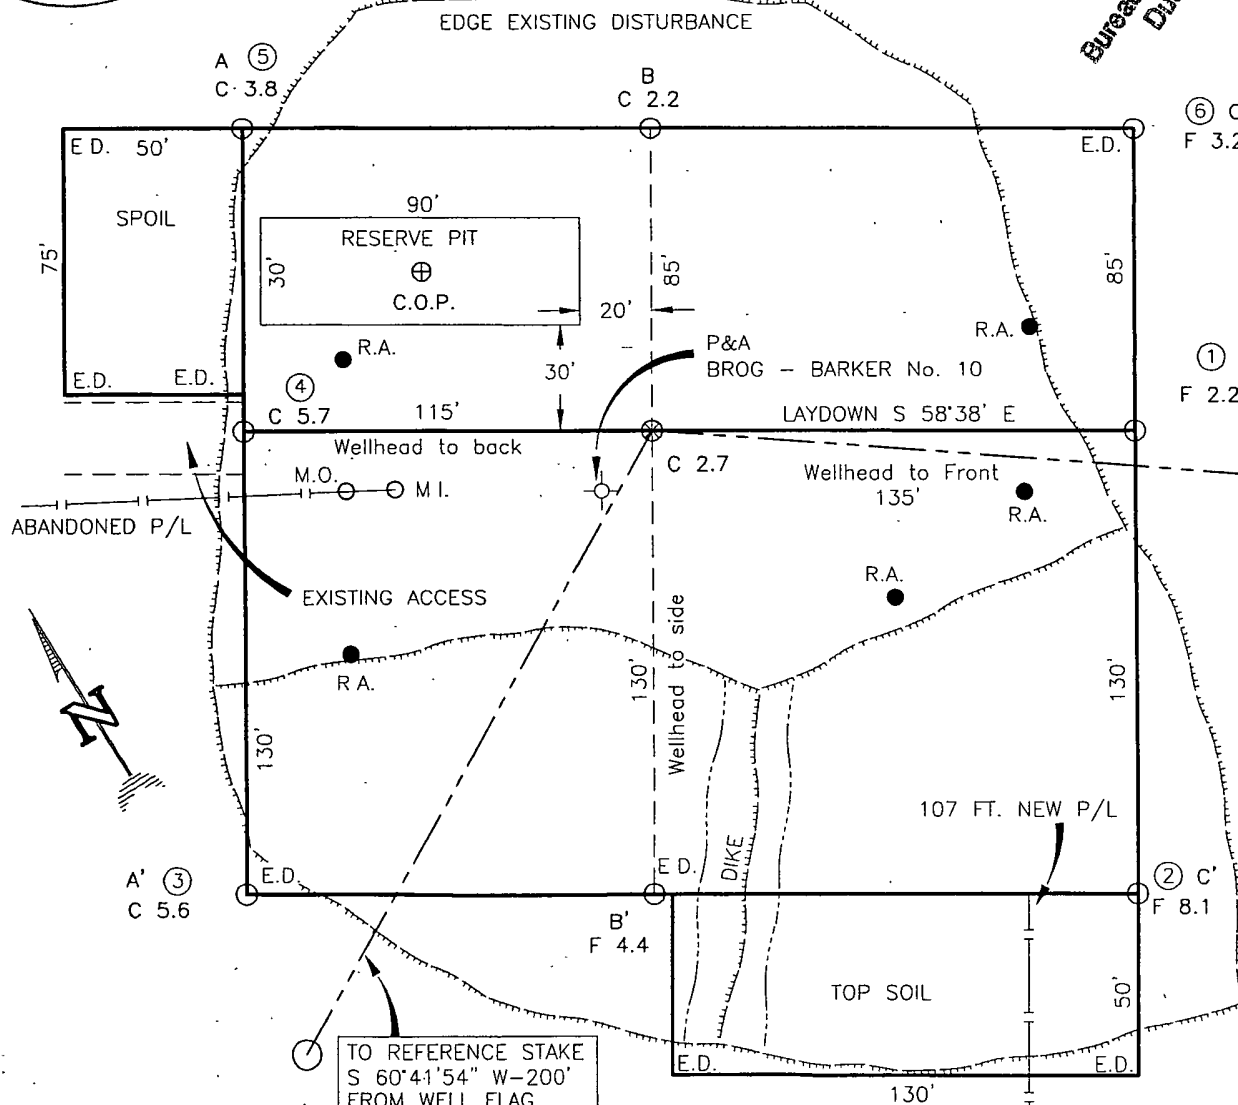 EDGE EXISTING DISTURBANCE
Bureau
A ⑤
C 3.8
B
C 2.2
⑥ C
F 3.2
E.D. 50'
E.D.
SPOIL
75'
90'
RESERVE PIT
30'
C.O.P.
85'
85'
20'
R.A.
R.A.
P&A
BROG - BARKER No. 10
30'
①
F 2.2
E.D. E.D.
④
C 5.7
115'
LAYDOWN S 58°38' E
Wellhead to back
C 2.7
Wellhead to Front
135'
M.O. M.I.
R.A.
ABANDONED P/L
R.A.
EXISTING ACCESS
Wellhead to side
130'
130'
130'
R.A.
N
107 FT. NEW P/L
DIKE
A' ③
C 5.6
E.D.
E.D.
② C'
F 8.1
B'
F 4.4
TOP SOIL
50'
TO REFERENCE STAKE
S 60°41'54" W-200'
FROM WELL FLAG
E.D.
E.D.
130'